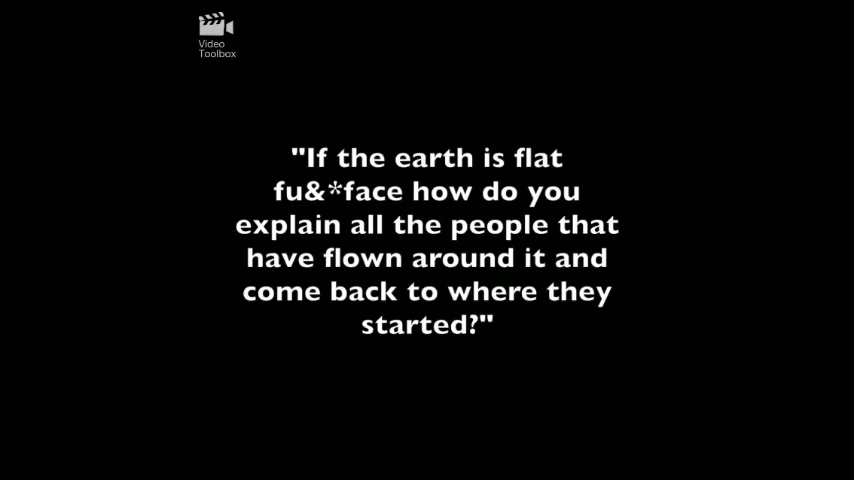 Video
Toolbox
"If the earth is flat
fu&*face how do you
explain all the people that
have flown around it and
come back to where they
started?"